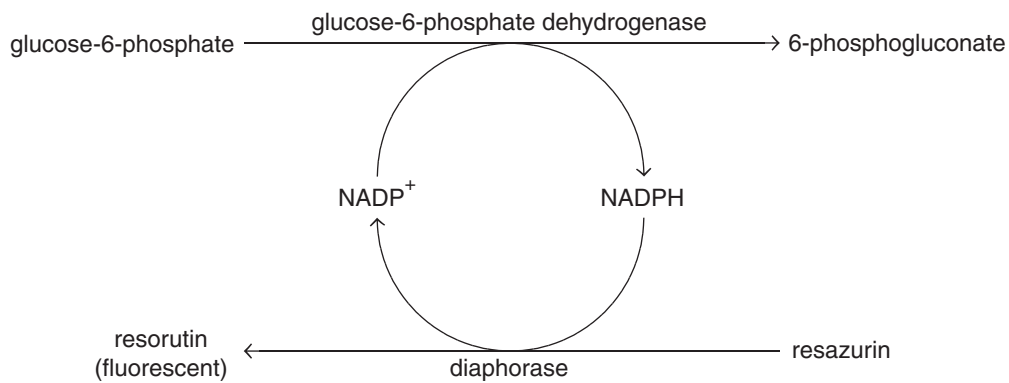 glucose-6-phosphate dehydrogenase
glucose-6-phosphate
6-phosphogluconate
NADP+
NADPH
resorutin
(fluorescent)
diaphorase
resazurin